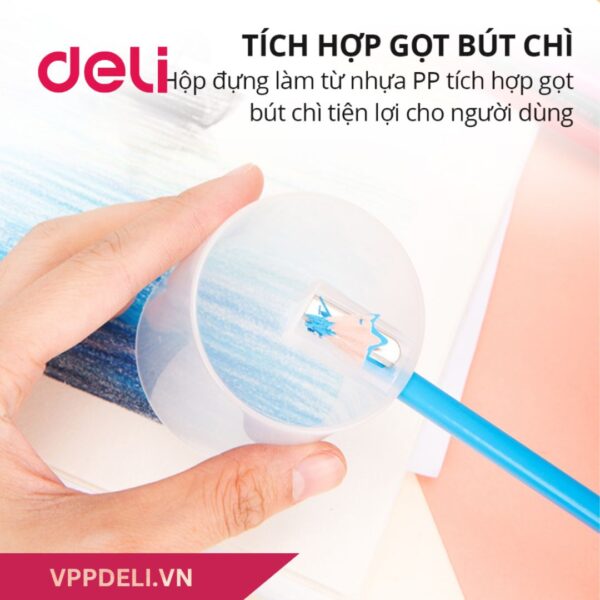 deli
TÍCH HỢP GỌT BÚT CHÌ
Hộp đựng làm từ nhựa PP tích hợp gọt
bút chì tiện lợi cho người dùng
VPPDELI.VN